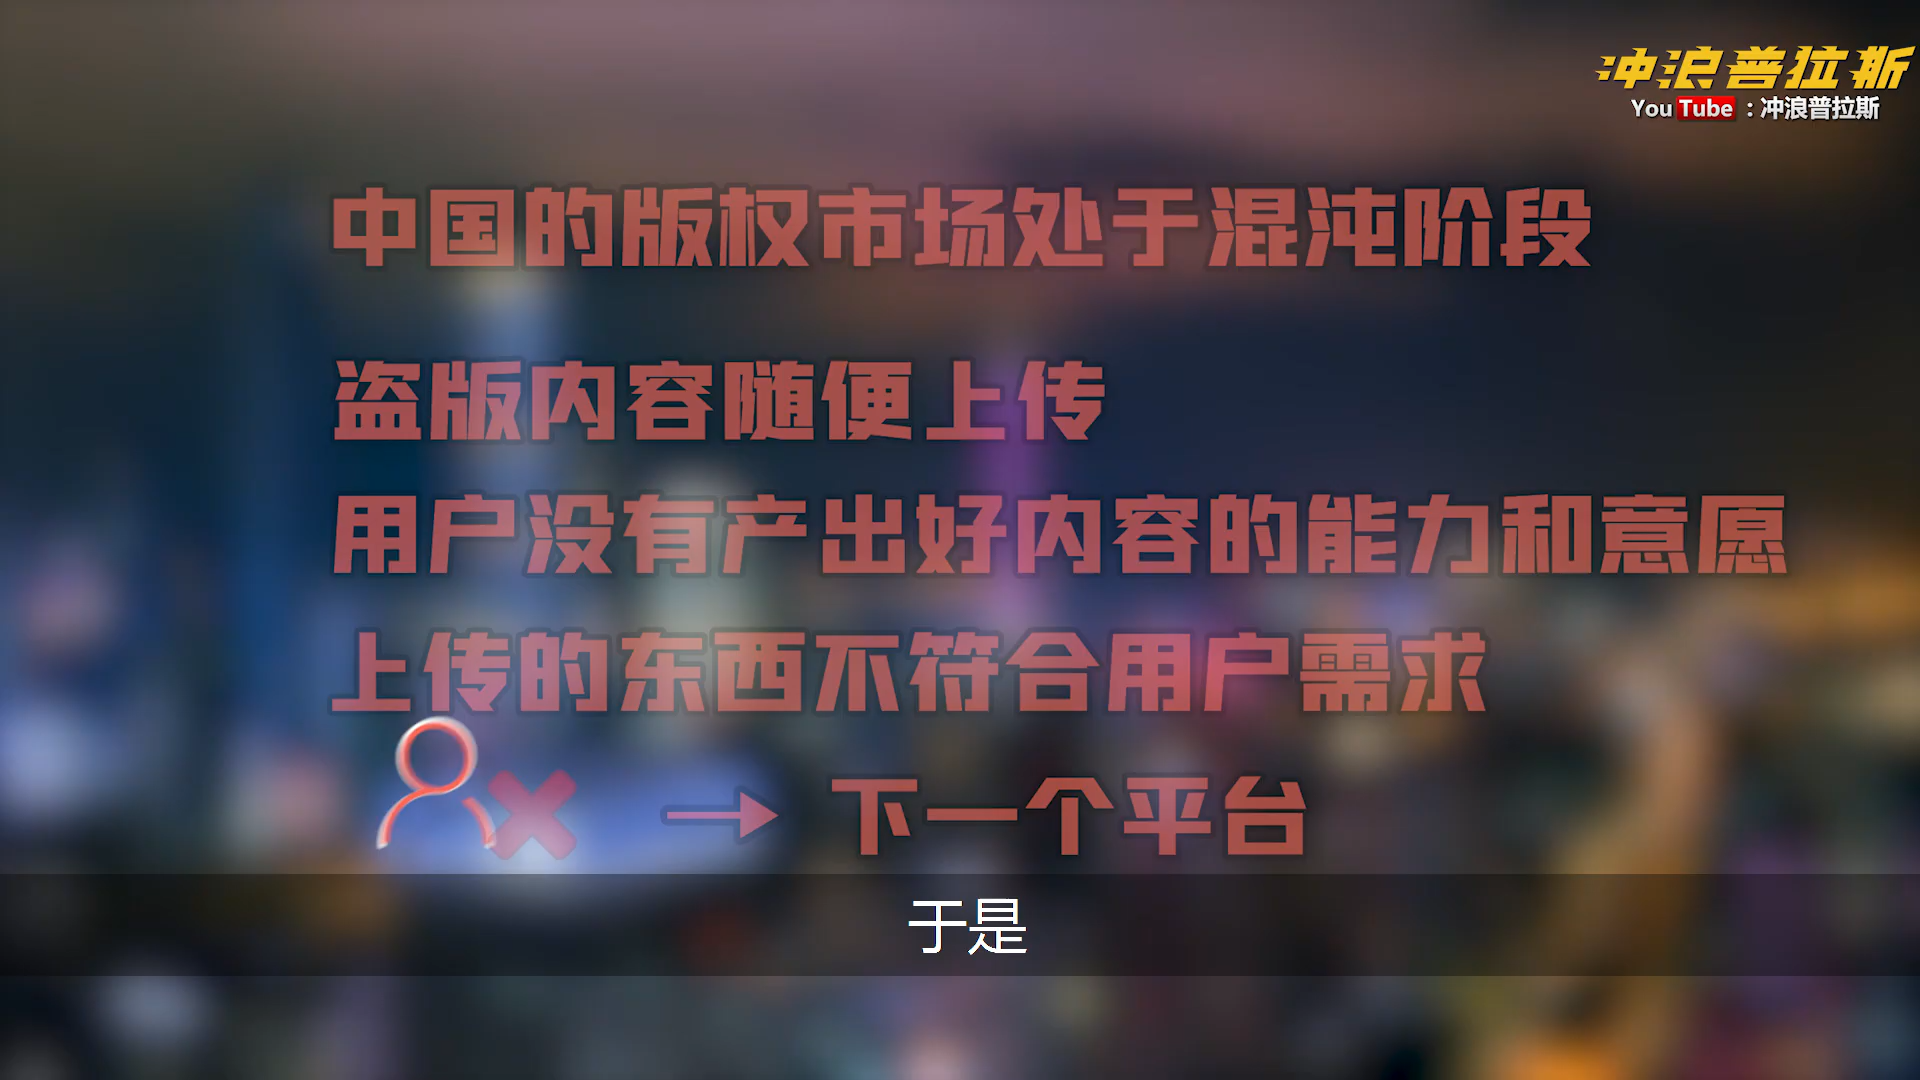 冲浪普拉斯
YouTube：冲浪普拉斯
中国的版权市场处于混沌阶段
盗版内容随便上传
用户没有产出好内容的能力和意愿
上传的东西不符合用户需求
下一个平台
于是